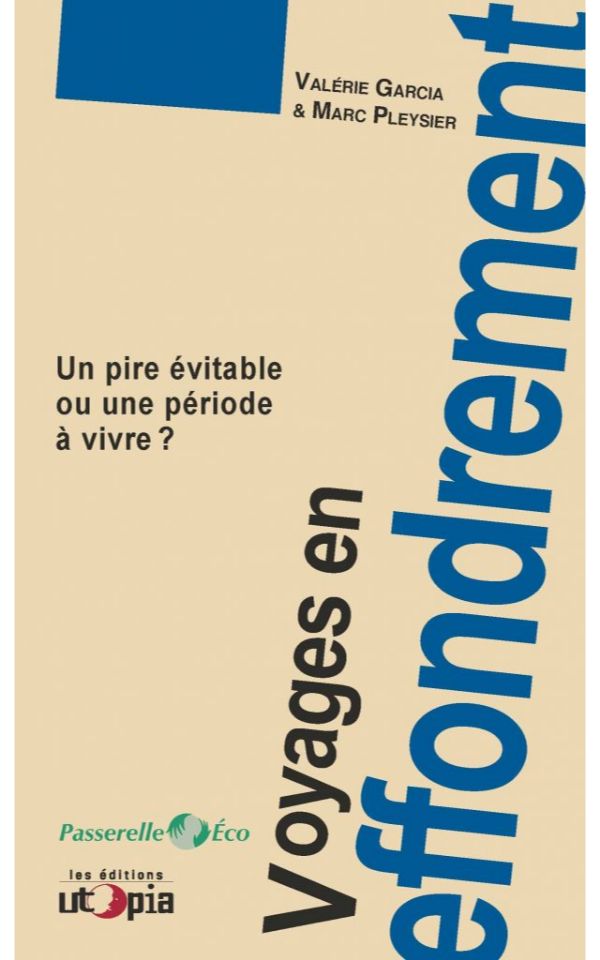 VALÉRIE GARCIA
& MARC PLEYSIER
Un pire évitable
ou une période
à vivre ?
Voyages en
effondrement
Passerelle Éco
les éditions
utopia